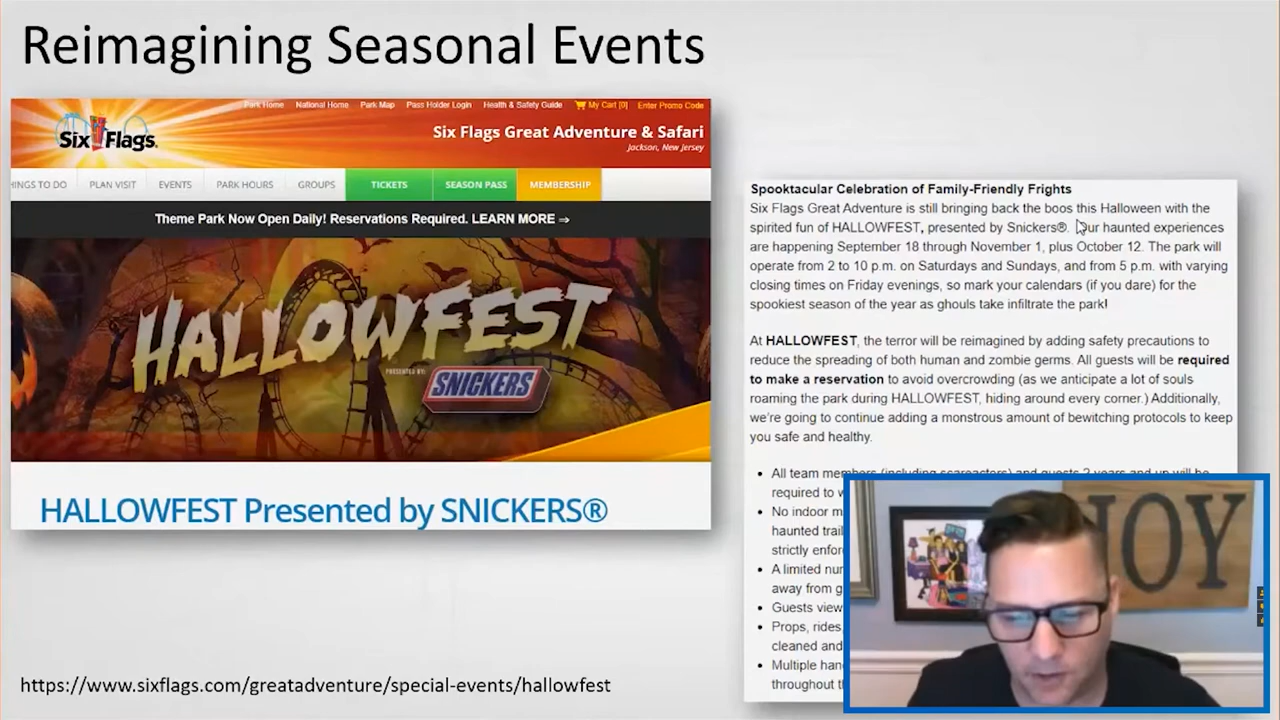 Reimagining Seasonal Events
Park Home National Home Park Map Pass Holder Login Health & Safety Guide My Cart [0] Enter Promo Code
Six Flags
Six Flags Great Adventure & Safari
Jackson, New Jersey
HINGS TO DO PLAN VISIT EVENTS PARK HOURS GROUPS TICKETS SEASON PASS MEMBERSHIP
Theme Park Now Open Daily! Reservations Required. LEARN MORE ⇒
HALLOWFEST
PRESENTED BY:
SNICKERS
HALLOWFEST Presented by SNICKERS®
https://www.sixflags.com/greatadventure/special-events/hallowfest
Spooktacular Celebration of Family-Friendly Frights
Six Flags Great Adventure is still bringing back the boos this Halloween with the
spirited fun of HALLOWFEST, presented by Snickers®. Our haunted experiences
are happening September 18 through November 1, plus October 12. The park will
operate from 2 to 10 p.m. on Saturdays and Sundays, and from 5 p.m. with varying
closing times on Friday evenings, so mark your calendars (if you dare) for the
spookiest season of the year as ghouls take infiltrate the park!
At HALLOWFEST, the terror will be reimagined by adding safety precautions to
reduce the spreading of both human and zombie germs. All guests will be required
to make a reservation to avoid overcrowding (as we anticipate a lot of souls
roaming the park during HALLOWFEST, hiding around every corner.) Additionally,
we're going to continue adding a monstrous amount of bewitching protocols to keep
you safe and healthy.
• All team members (including scareactors) and guests 2 years and up will be
required to
• No indoor m
haunted trail
strictly enfor
• A limited nu
away from g
• Guests view
• Props, rides
cleaned and
• Multiple han
throughout th
JOY